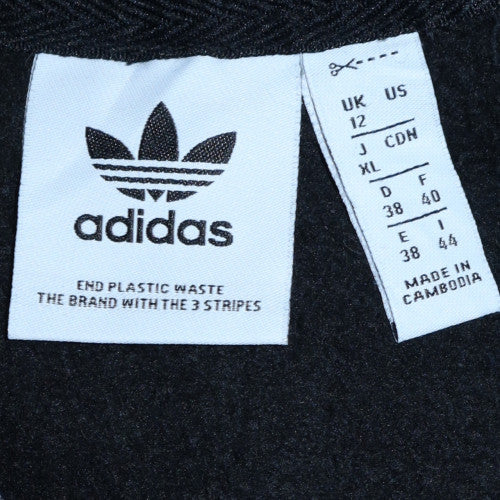 adidas
END PLASTIC WASTE
THE BRAND WITH THE 3 STRIPES
UK US
12
J CDN
XL
D F
38 40
E I
38 44
MADE IN
CAMBODIA